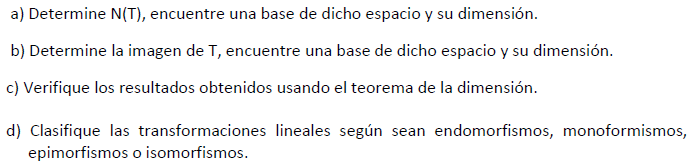 a) Determine N(T), encuentre una base de dicho espacio y su dimensión.
b) Determine la imagen de T, encuentre una base de dicho espacio y su dimensión.
c) Verifique los resultados obtenidos usando el teorema de la dimensión.
d) Clasifique las transformaciones lineales según sean endomorfismos, monoformismos,
epimorfismos o isomorfismos.